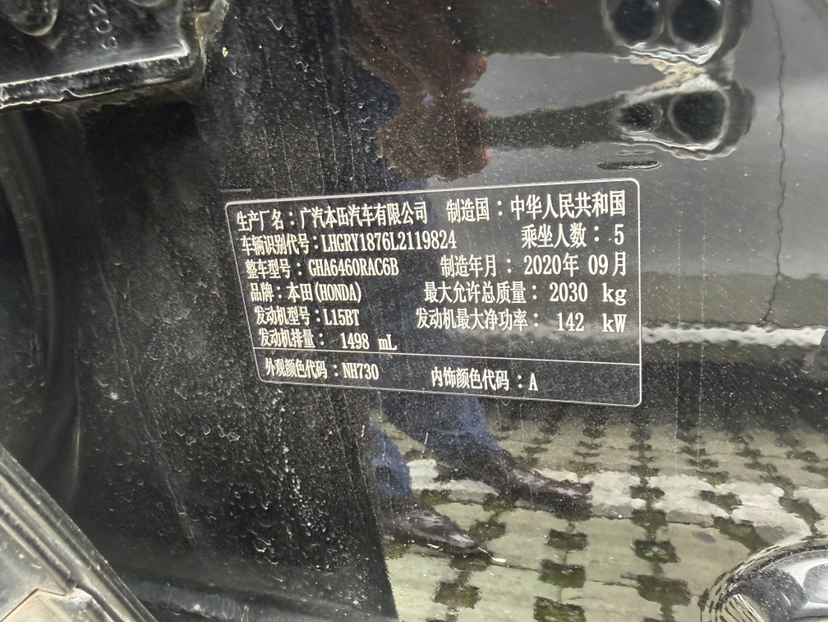 生产厂名：广汽本田汽车有限公司 制造国：中华人民共和国
车辆识别代号：LHGRY1876L2119824 乘坐人数：5
整车型号：GHA6460RAC6B 制造年月：2020年 09月
品牌：本田(HONDA) 最大允许总质量：2030 kg
发动机型号：L15BT 发动机最大净功率：142 kW
发动机排量：1498 mL
外观颜色代码：NH730 内饰颜色代码：A